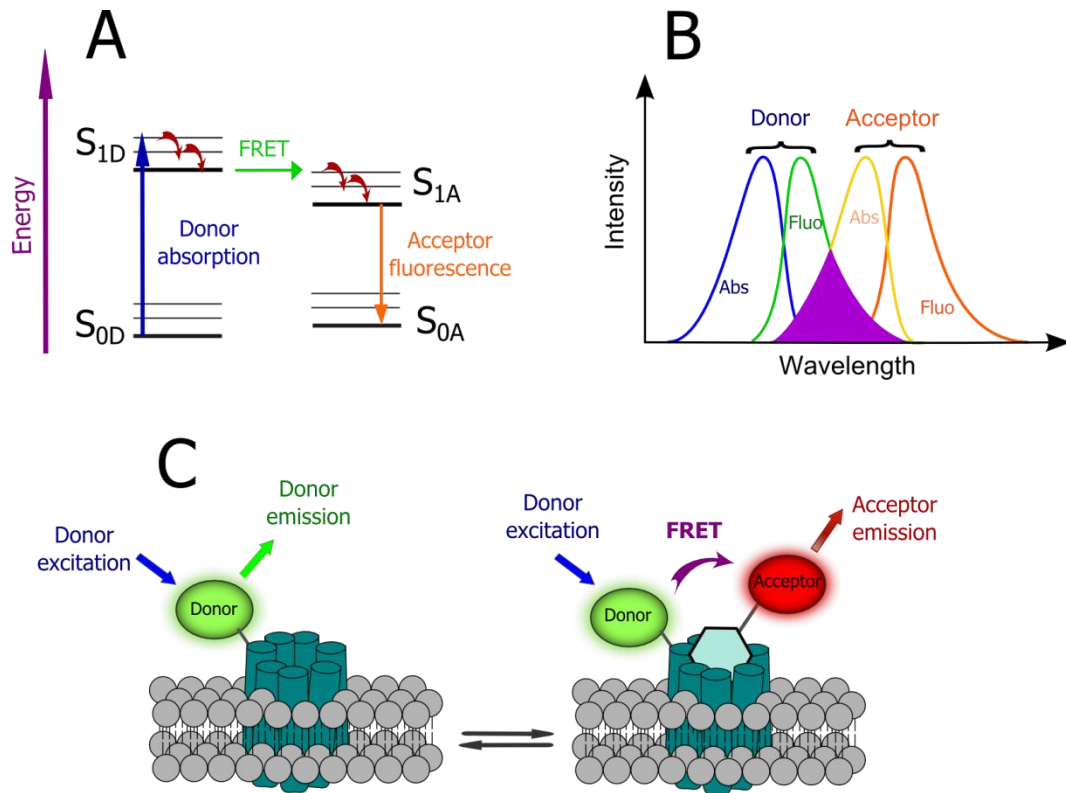 A
Energy
S1D
FRET
S1A
Donor
absorption
Acceptor
fluorescence
S0D
S0A
B
Donor
Acceptor
Intensity
Abs
Fluo
Abs
Fluo
Wavelength
C
Donor
excitation
Donor
emission
Donor
Donor
excitation
FRET
Acceptor
emission
Donor
Acceptor